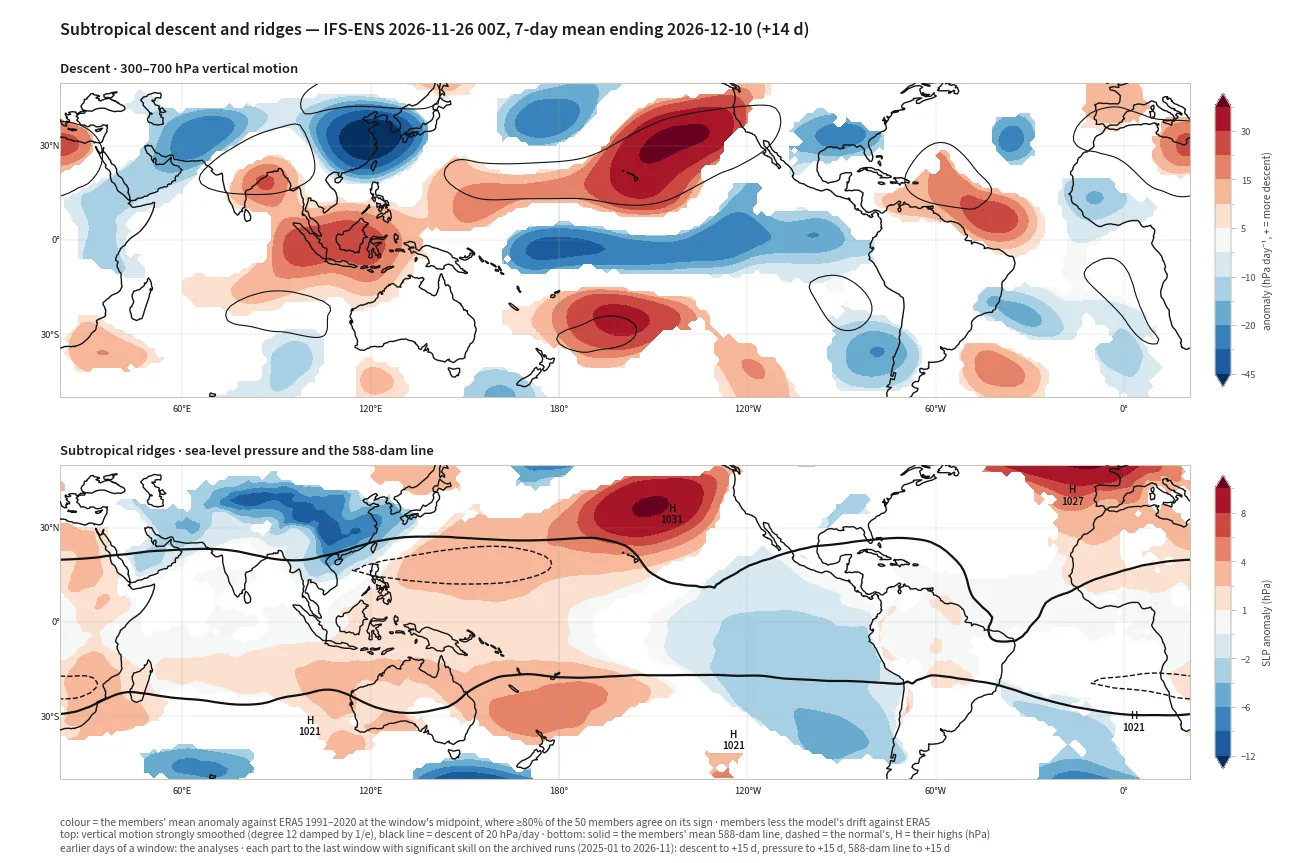 Subtropical descent and ridges — IFS-ENS 2026-11-26 00Z, 7-day mean ending 2026-12-10 (+14 d)
Descent · 300–700 hPa vertical motion
30°N
0°
30°S
60°E
120°E
180°
120°W
60°W
0°
30
15
5
−10
−20
−45
anomaly (hPa day⁻¹, + = more descent)
Subtropical ridges · sea-level pressure and the 588-dam line
30°N
0°
30°S
H
1031
H
1027
H
1021
H
1021
H
1021
60°E
120°E
180°
120°W
60°W
0°
8
4
1
−2
−6
−12
SLP anomaly (hPa)
colour = the members' mean anomaly against ERA5 1991–2020 at the window's midpoint, where ≥80% of the 50 members agree on its sign · members less the model's drift against ERA5
top: vertical motion strongly smoothed (degree 12 damped by 1/e), black line = descent of 20 hPa/day · bottom: solid = the members' mean 588-dam line, dashed = the normal's, H = their highs (hPa)
earlier days of a window: the analyses · each part to the last window with significant skill on the archived runs (2025-01 to 2026-11): descent to +15 d, pressure to +15 d, 588-dam line to +15 d